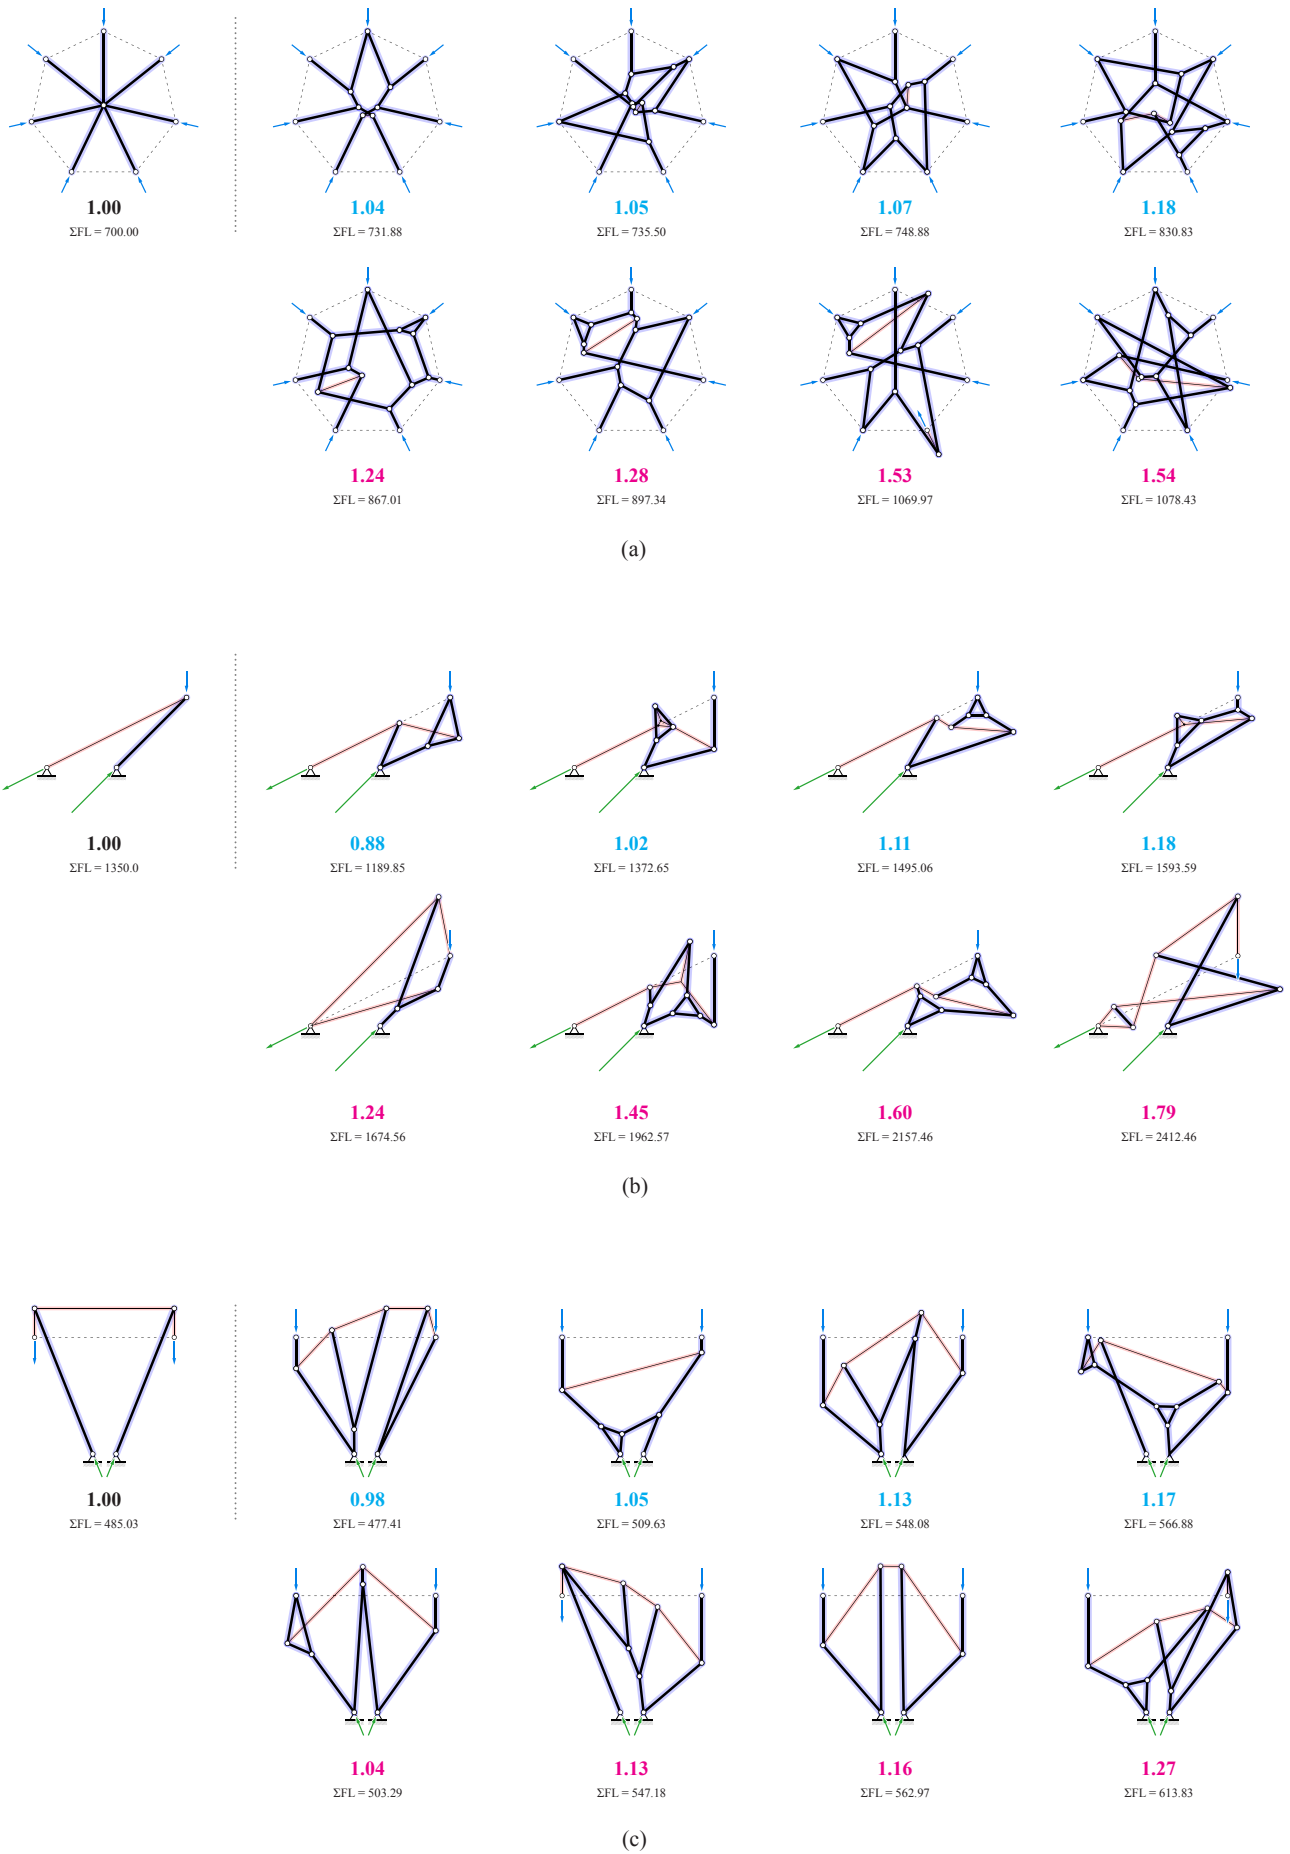 1.00 1.04 1.05 1.07 1.18
ΣFL = 700.00 ΣFL = 731.88 ΣFL = 735.50 ΣFL = 748.88 ΣFL = 830.83
1.24 1.28 1.53 1.54
ΣFL = 867.01 ΣFL = 897.34 ΣFL = 1069.97 ΣFL = 1078.43
(a)
1.00 0.88 1.02 1.11 1.18
ΣFL = 1350.0 ΣFL = 1189.85 ΣFL = 1372.65 ΣFL = 1495.06 ΣFL = 1593.59
1.24 1.45 1.60 1.79
ΣFL = 1674.56 ΣFL = 1962.57 ΣFL = 2157.46 ΣFL = 2412.46
(b)
1.00 0.98 1.05 1.13 1.17
ΣFL = 485.03 ΣFL = 477.41 ΣFL = 509.63 ΣFL = 548.08 ΣFL = 566.88
1.04 1.13 1.16 1.27
ΣFL = 503.29 ΣFL = 547.18 ΣFL = 562.97 ΣFL = 613.83
(c)